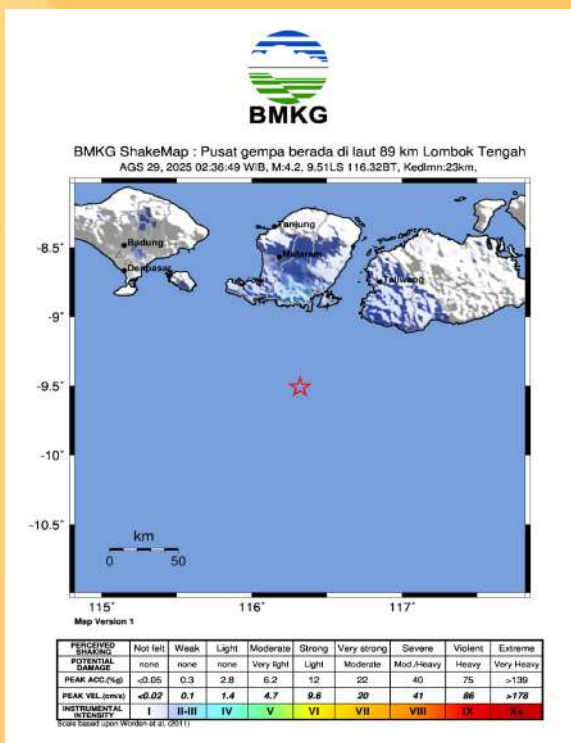 BMKG
BMKG ShakeMap : Pusat gempa berada di laut 89 km Lombok Tengah
AGS 29, 2025 02:36:49 WIB, M:4.2, 9.51LS 116.32BT, Kedlmn:23km,
Tanjung
-8.5°
Badung
Mataram
Denpasar
Taliwang
-9°
-9.5°
-10°
-10.5°
km
0 50
115° 116° 117°
Map Version 1
PERCEIVED SHAKING Not felt Weak Light Moderate Strong Very strong Severe Violent Extreme
POTENTIAL DAMAGE none none none Very light Light Moderate Mod./Heavy Heavy Very Heavy
PEAK ACC.(%g) <0.05 0.3 2.8 6.2 12 22 40 75 >139
PEAK VEL.(cm/s) <0.02 0.1 1.4 4.7 9.6 20 41 86 >178
INSTRUMENTAL INTENSITY I II-III IV V VI VII VIII IX X+
Scale based upon Worden et al. (2011)